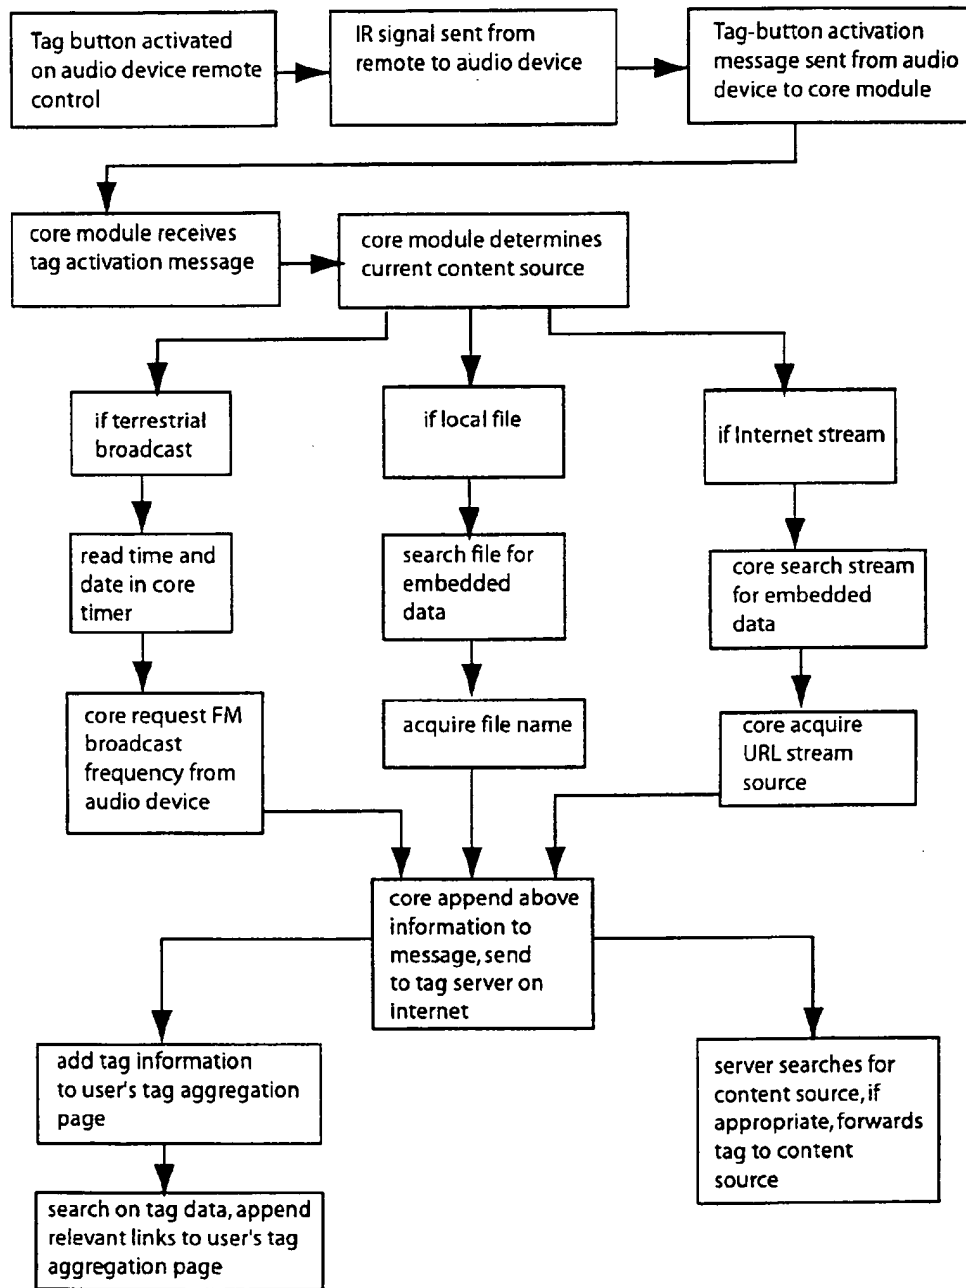 Tag button activated
on audio device remote
control
IR signal sent from
remote to audio device
Tag-button activation
message sent from audio
device to core module
core module receives
tag activation message
core module determines
current content source
if terrestrial
broadcast
if local file
if Internet stream
read time and
date in core
timer
search file for
embedded
data
core search stream
for embedded
data
core request FM
broadcast
frequency from
audio device
acquire file name
core acquire
URL stream
source
core append above
information to
message, send
to tag server on
internet
add tag information
to user's tag aggregation
page
server searches for
content source, if
appropriate, forwards
tag to content
source
search on tag data, append
relevant links to user's tag
aggregation page